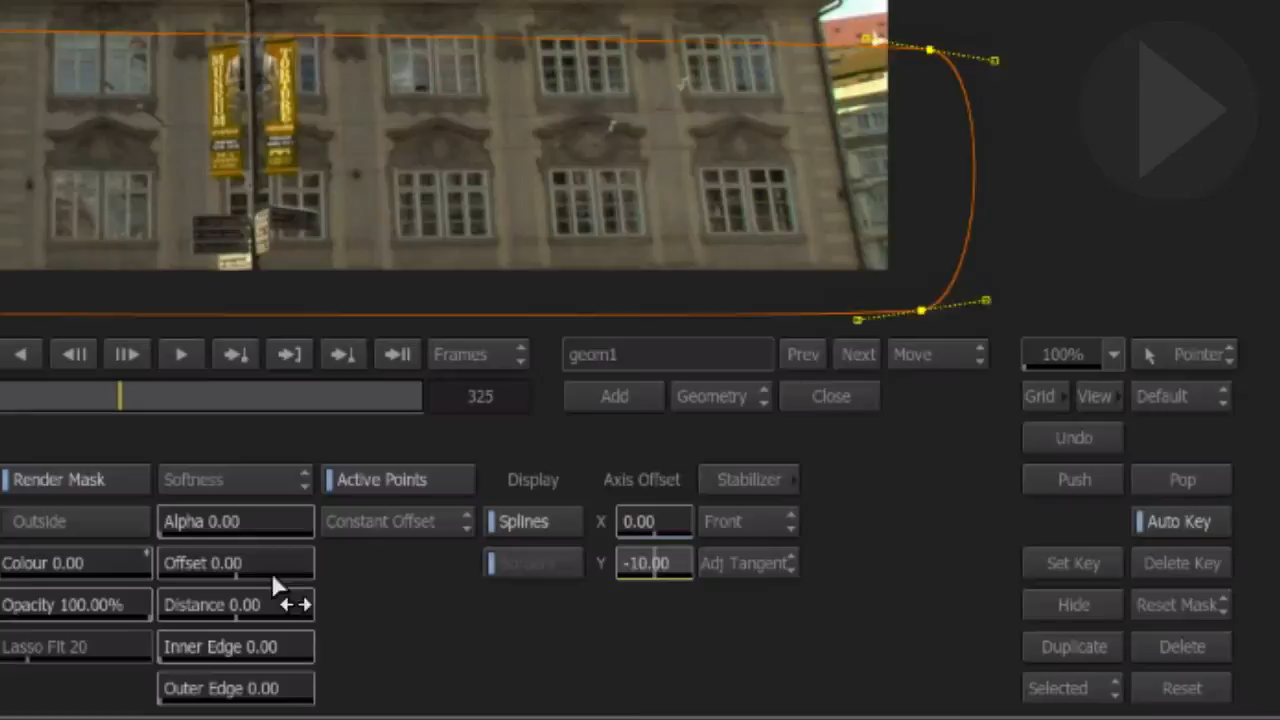 MUSEUM
TORTURE
Frames
geom1
Prev
Next
Move
100%
Pointer
325
Add
Geometry
Close
Grid
View
Default
Undo
Render Mask
Softness
Active Points
Display
Axis Offset
Stabilizer
Push
Pop
Outside
Alpha 0.00
Constant Offset
Splines
X
0.00
Front
Auto Key
Colour 0.00
Offset 0.00
Y
-10.00
Adj Tangent
Set Key
Delete Key
Opacity 100.00%
Distance 0.00
Hide
Reset Mask
Lasso Fit 20
Inner Edge 0.00
Duplicate
Delete
Outer Edge 0.00
Selected
Reset